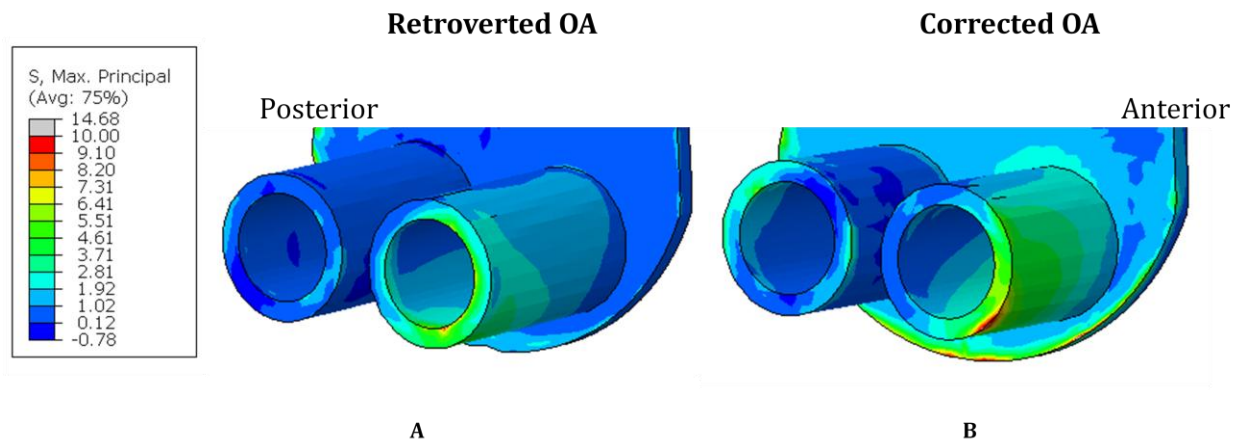 Retroverted OA
Corrected OA
S, Max. Principal
(Avg: 75%)
14.68
10.00
9.10
8.20
7.31
6.41
5.51
4.61
3.71
2.81
1.92
1.02
0.12
-0.78
Posterior
Anterior
A
B